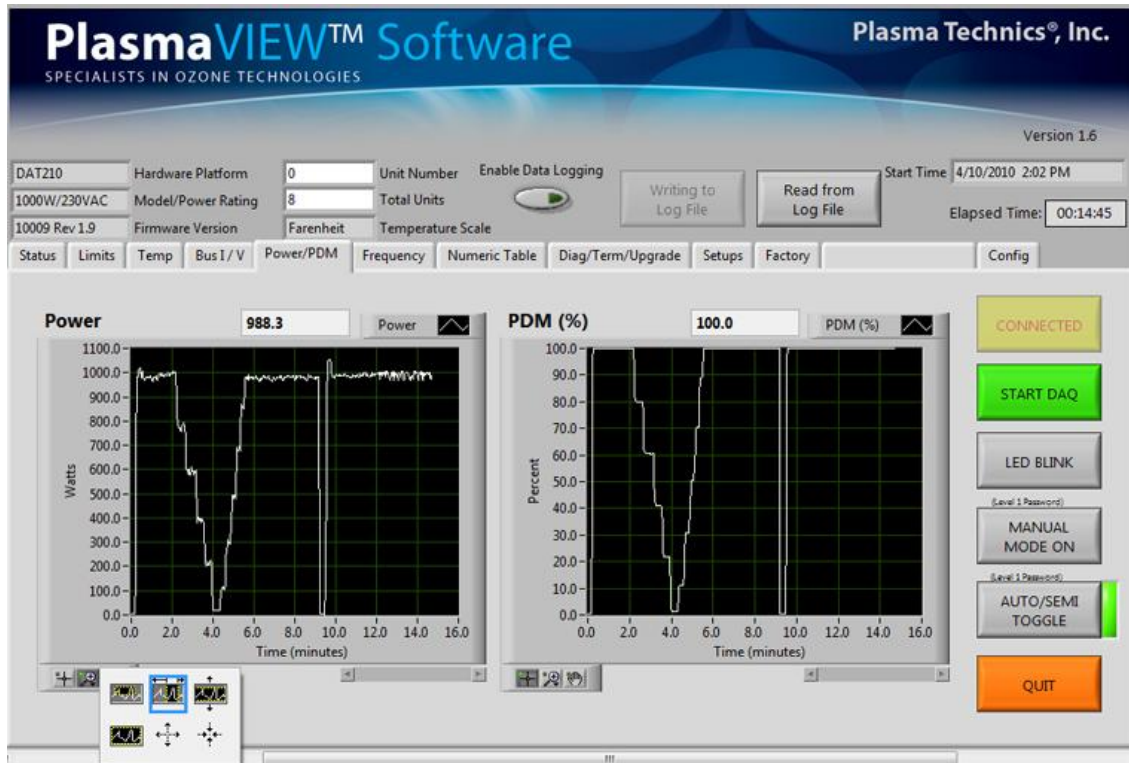 PlasmaVIEW™ Software
SPECIALISTS IN OZONE TECHNOLOGIES
Plasma Technics®, Inc.
Version 1.6
DAT210 Hardware Platform 0 Unit Number Enable Data Logging Start Time 4/10/2010 2:02 PM
1000W/230VAC Model/Power Rating 8 Total Units Writing to Log File Read from Log File Elapsed Time: 00:14:45
10009 Rev 1.9 Firmware Version Farenheit Temperature Scale
Status Limits Temp Bus I / V Power/PDM Frequency Numeric Table Diag/Term/Upgrade Setups Factory Config
Power 988.3 Power
1100.0
1000.0
900.0
800.0
700.0
600.0
500.0
400.0
300.0
200.0
100.0
0.0
Watts
0.0 2.0 4.0 6.0 8.0 10.0 12.0 14.0 16.0
Time (minutes)
PDM (%) 100.0 PDM (%)
100.0
90.0
80.0
70.0
60.0
50.0
40.0
30.0
20.0
10.0
0.0
Percent
0.0 2.0 4.0 6.0 8.0 10.0 12.0 14.0 16.0
Time (minutes)
CONNECTED
START DAQ
LED BLINK
(Level 1 Password)
MANUAL
MODE ON
(Level 1 Password)
AUTO/SEMI
TOGGLE
QUIT